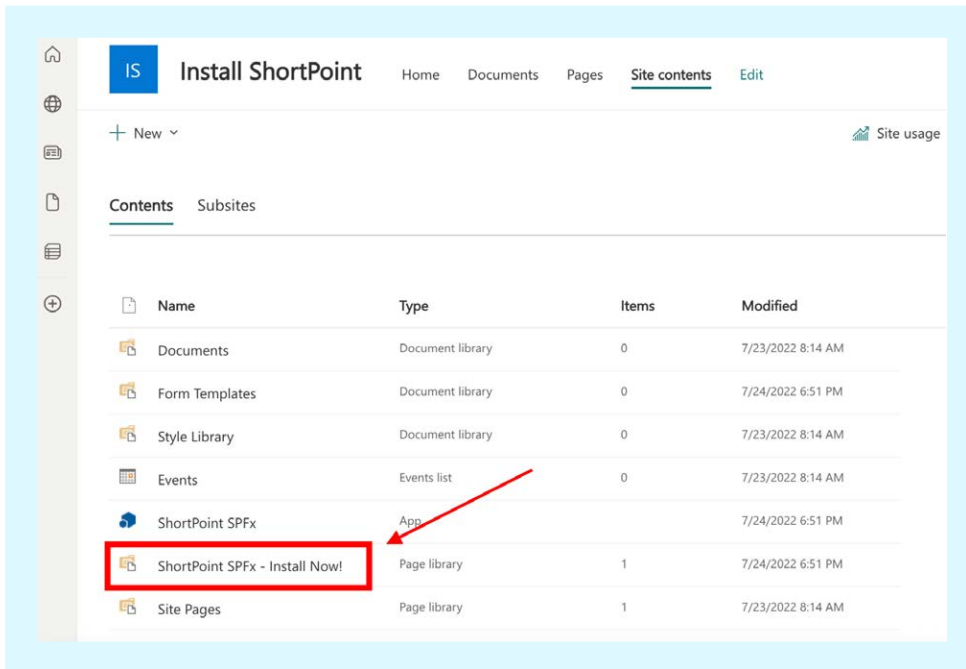 IS Install ShortPoint Home Documents Pages Site contents Edit
New Site usage
Contents Subsites
Name Type Items Modified
Documents Document library 0 7/23/2022 8:14 AM
Form Templates Document library 0 7/24/2022 6:51 PM
Style Library Document library 0 7/23/2022 8:14 AM
Events Events list 0 7/23/2022 8:14 AM
ShortPoint SPFx App 7/24/2022 6:51 PM
ShortPoint SPFx - Install Now! Page library 1 7/24/2022 6:51 PM
Site Pages Page library 1 7/23/2022 8:14 AM